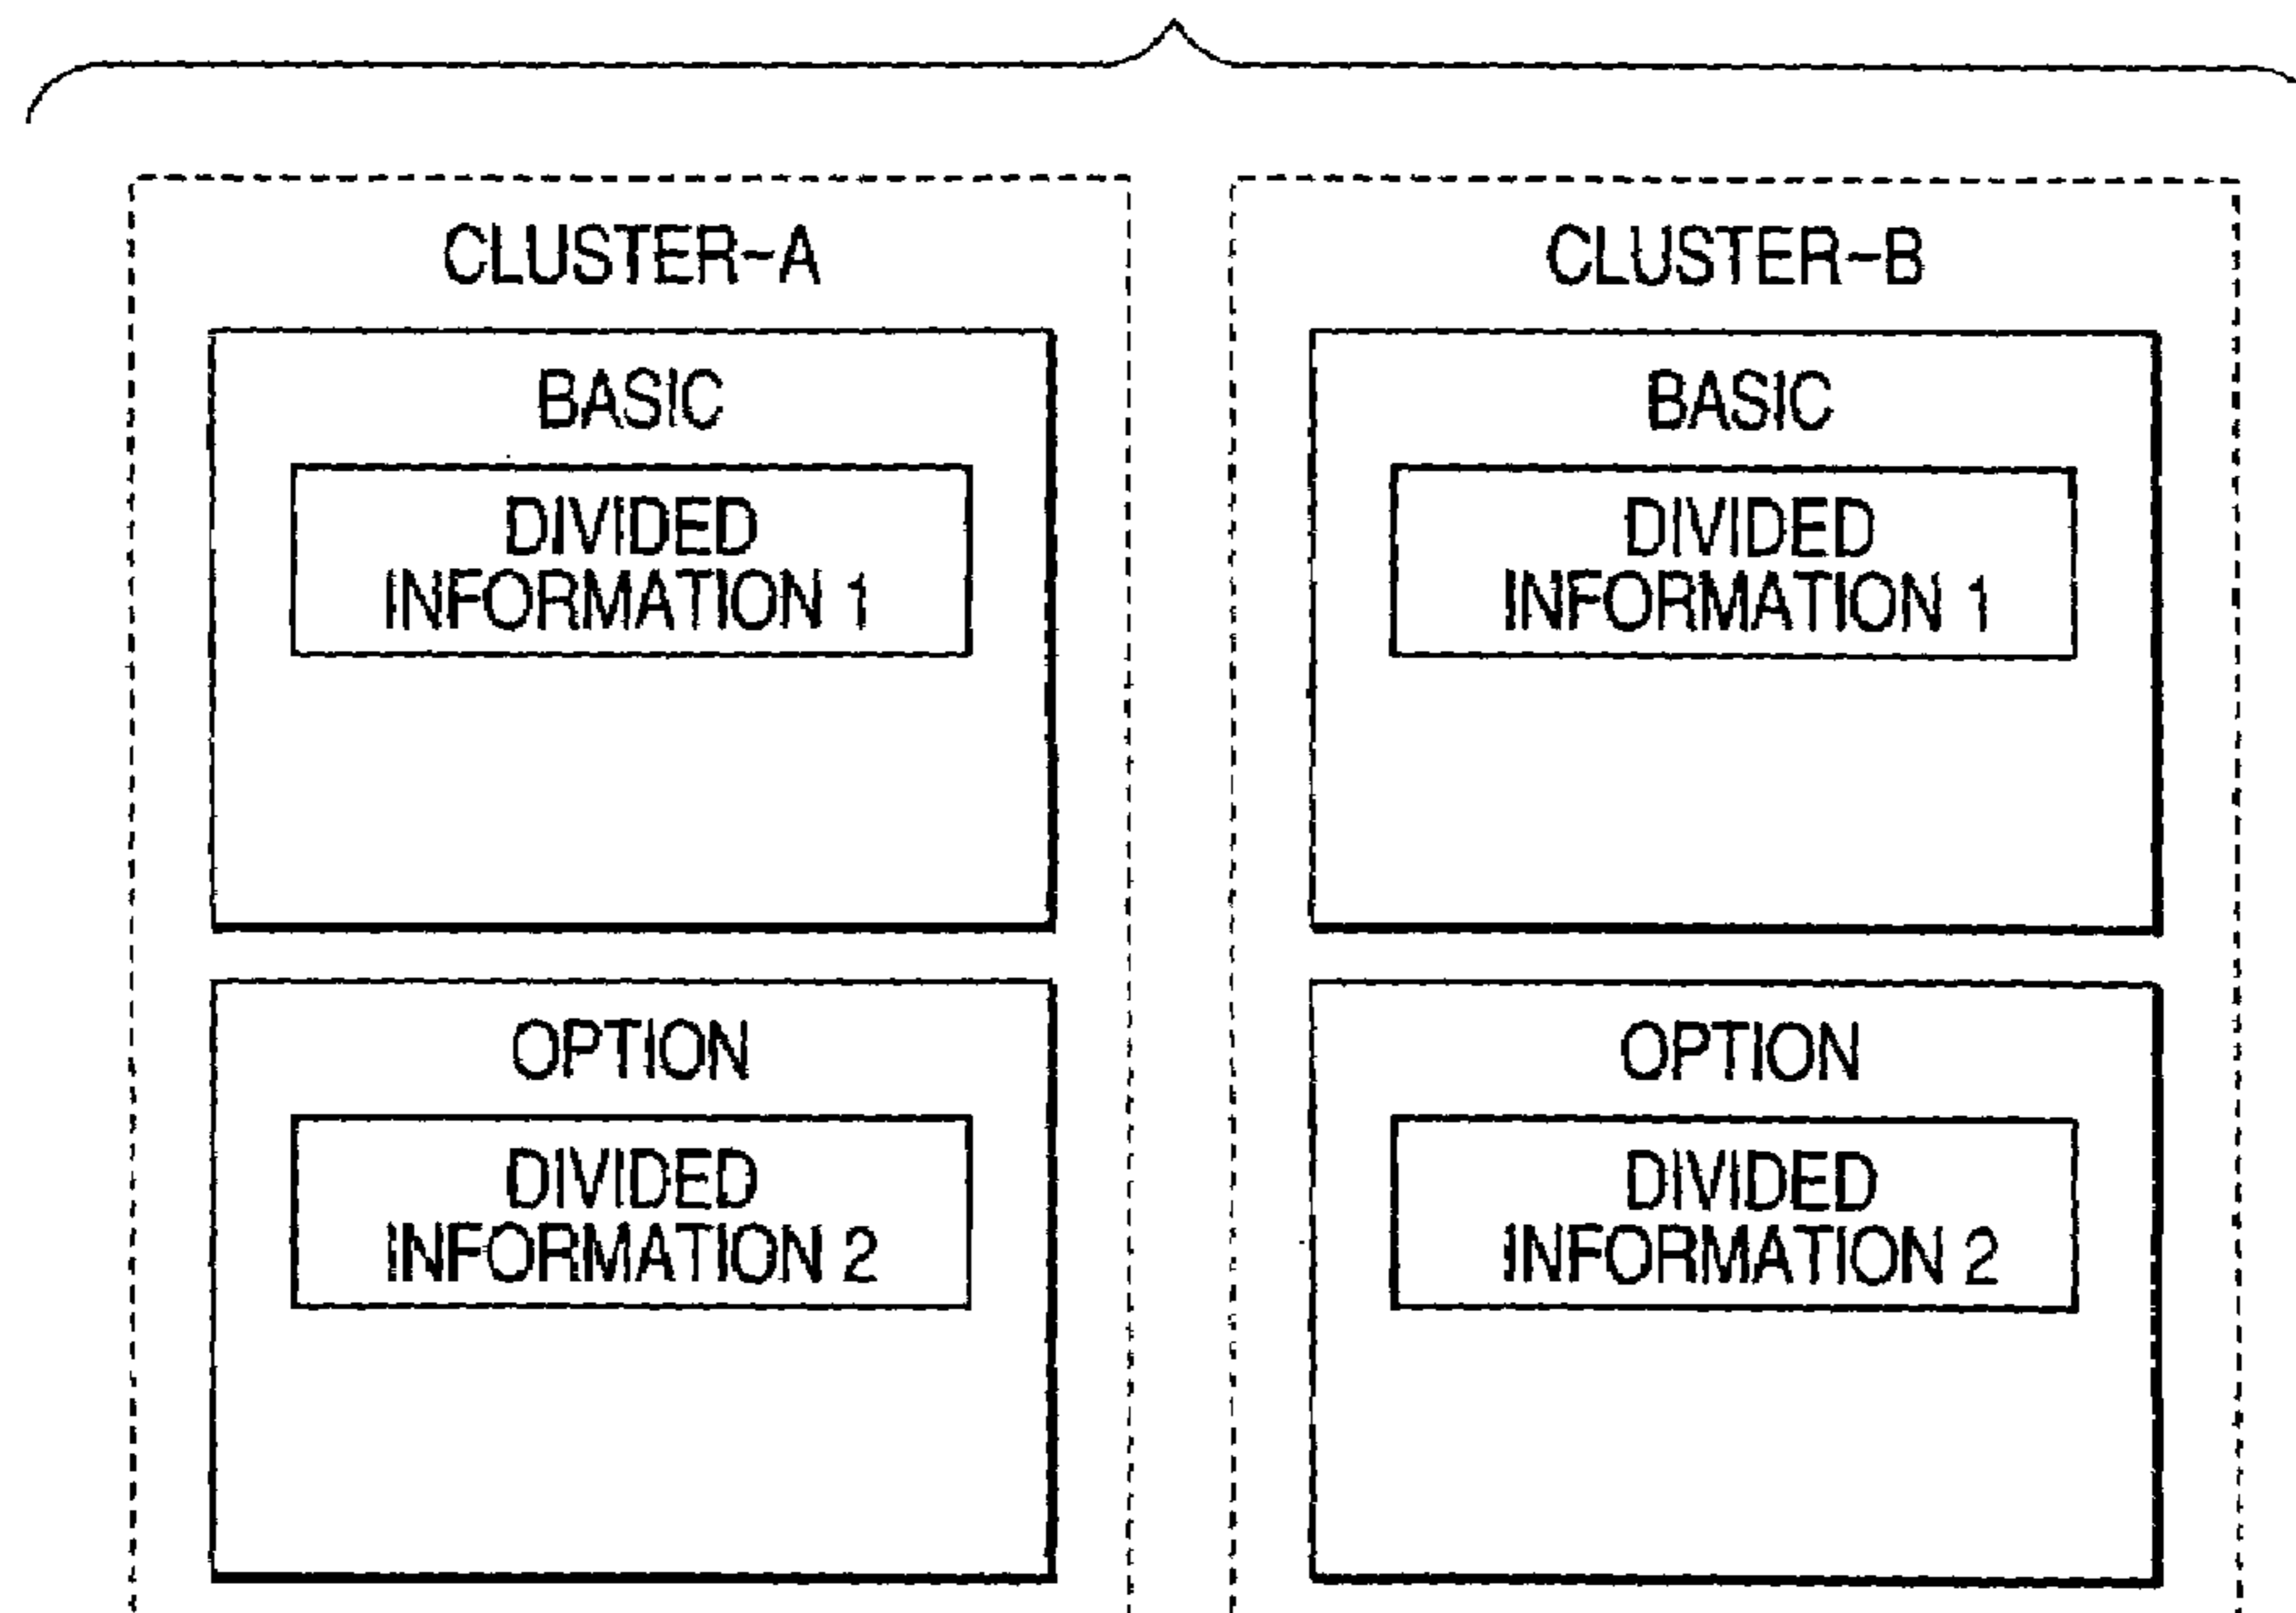 CLUSTER-A
BASIC
DIVIDED
INFORMATION 1
OPTION
DIVIDED
INFORMATION 2
CLUSTER-B
BASIC
DIVIDED
INFORMATION 1
OPTION
DIVIDED
INFORMATION 2